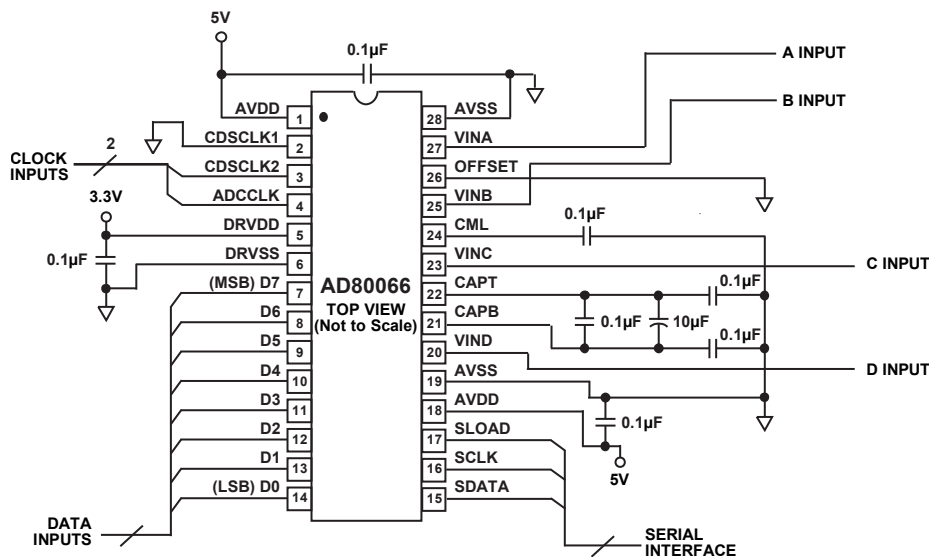 5V
0.1µF
A INPUT
B INPUT
AVDD 1
CDSCLK1 2
CDSCLK2 3
ADCCLK 4
DRVDD 5
DRVSS 6
(MSB) D7 7
D6 8
D5 9
D4 10
D3 11
D2 12
D1 13
(LSB) D0 14
2
CLOCK
INPUTS
3.3V
0.1µF
DATA
INPUTS
AD80066
TOP VIEW
(Not to Scale)
28 AVSS
27 VINA
26 OFFSET
25 VINB
24 CML
23 VINC
22 CAPT
21 CAPB
20 VIND
19 AVSS
18 AVDD
17 SLOAD
16 SCLK
15 SDATA
0.1µF
C INPUT
0.1µF
0.1µF
10µF
0.1µF
D INPUT
0.1µF
5V
SERIAL
INTERFACE